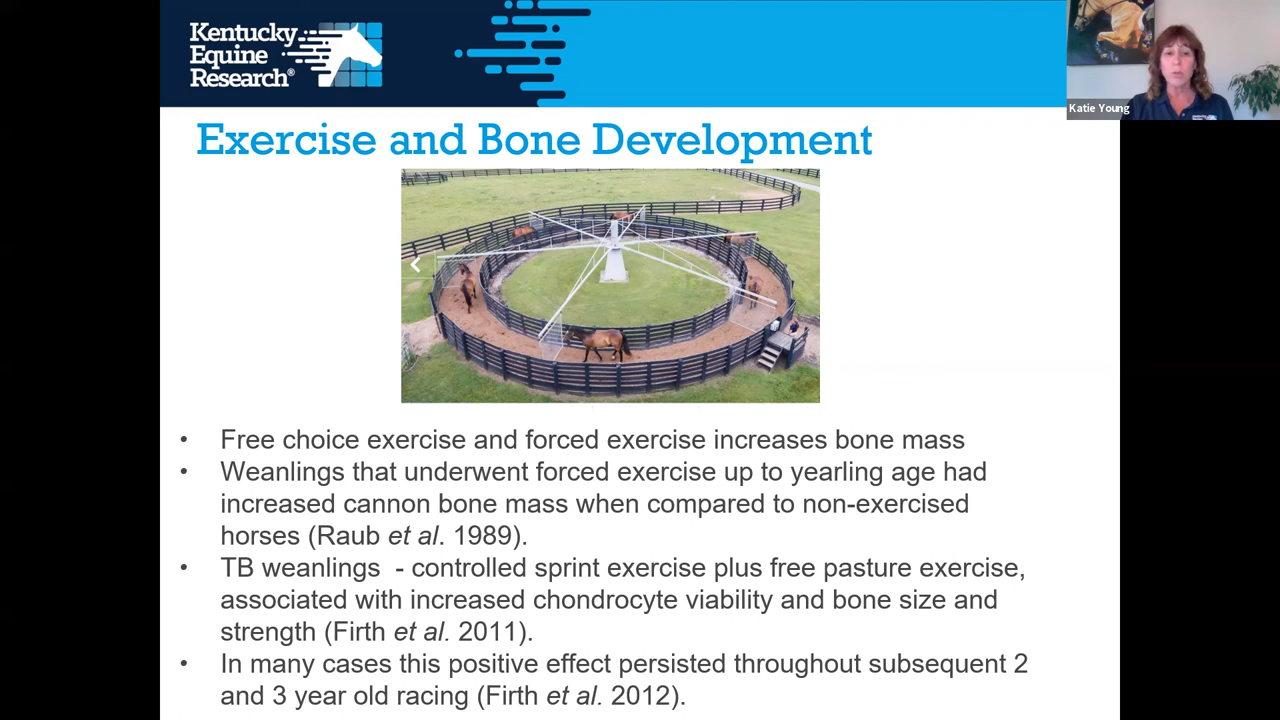 Kentucky
Equine
Research®
Katie Young
Exercise and Bone Development
• Free choice exercise and forced exercise increases bone mass
• Weanlings that underwent forced exercise up to yearling age had
increased cannon bone mass when compared to non-exercised
horses (Raub et al. 1989).
• TB weanlings - controlled sprint exercise plus free pasture exercise,
associated with increased chondrocyte viability and bone size and
strength (Firth et al. 2011).
• In many cases this positive effect persisted throughout subsequent 2
and 3 year old racing (Firth et al. 2012).